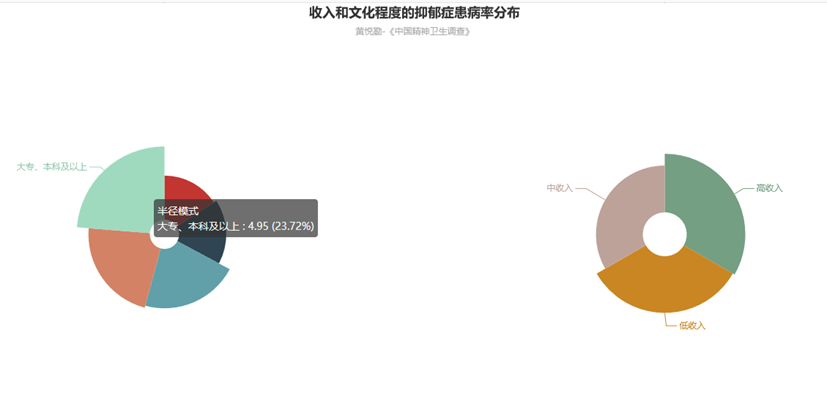 收入和文化程度的抑郁症患病率分布
黄悦勤-《中国精神卫生调查》
大专、本科及以上
半径模式
大专、本科及以上 : 4.95 (23.72%)
中收入
高收入
低收入